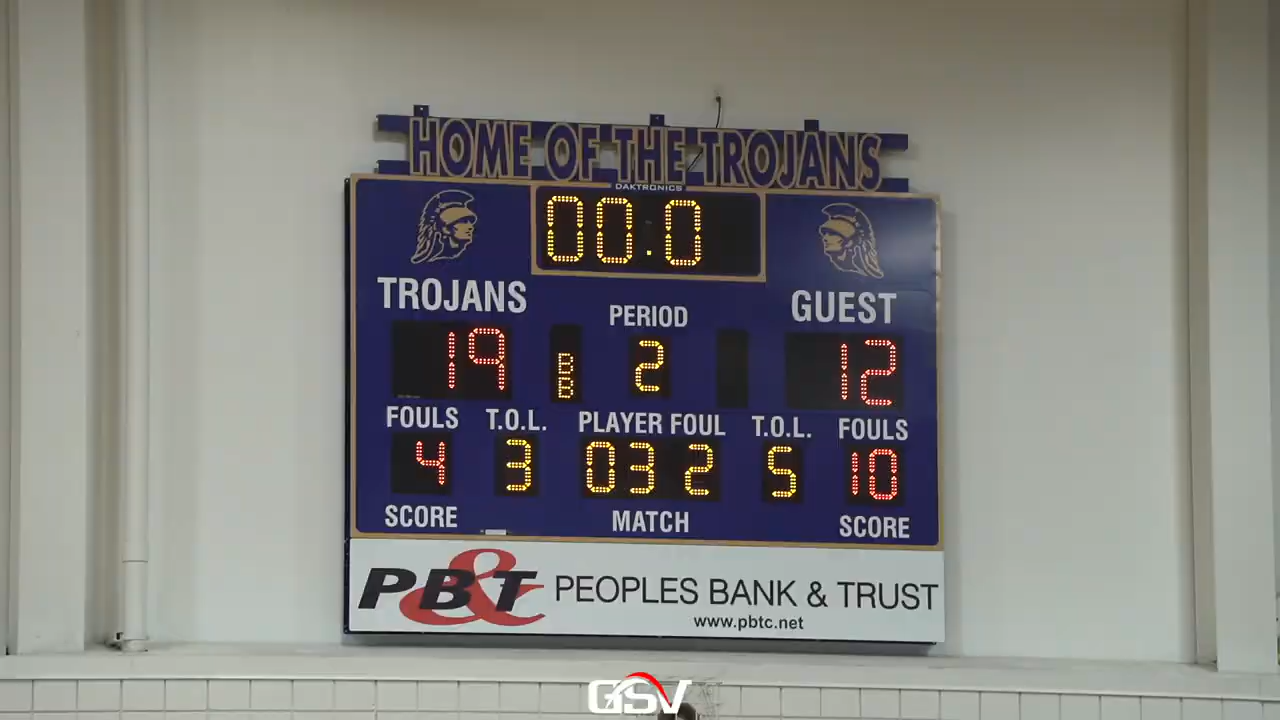 HOME OF THE TROJANS
DAKTRONICS
00.0
TROJANS
PERIOD
GUEST
19
B
B
2
12
FOULS
T.O.L.
PLAYER FOUL
T.O.L.
FOULS
4
3
03 2
5
10
SCORE
MATCH
SCORE
PB&T PEOPLES BANK & TRUST
www.pbtc.net
GSV